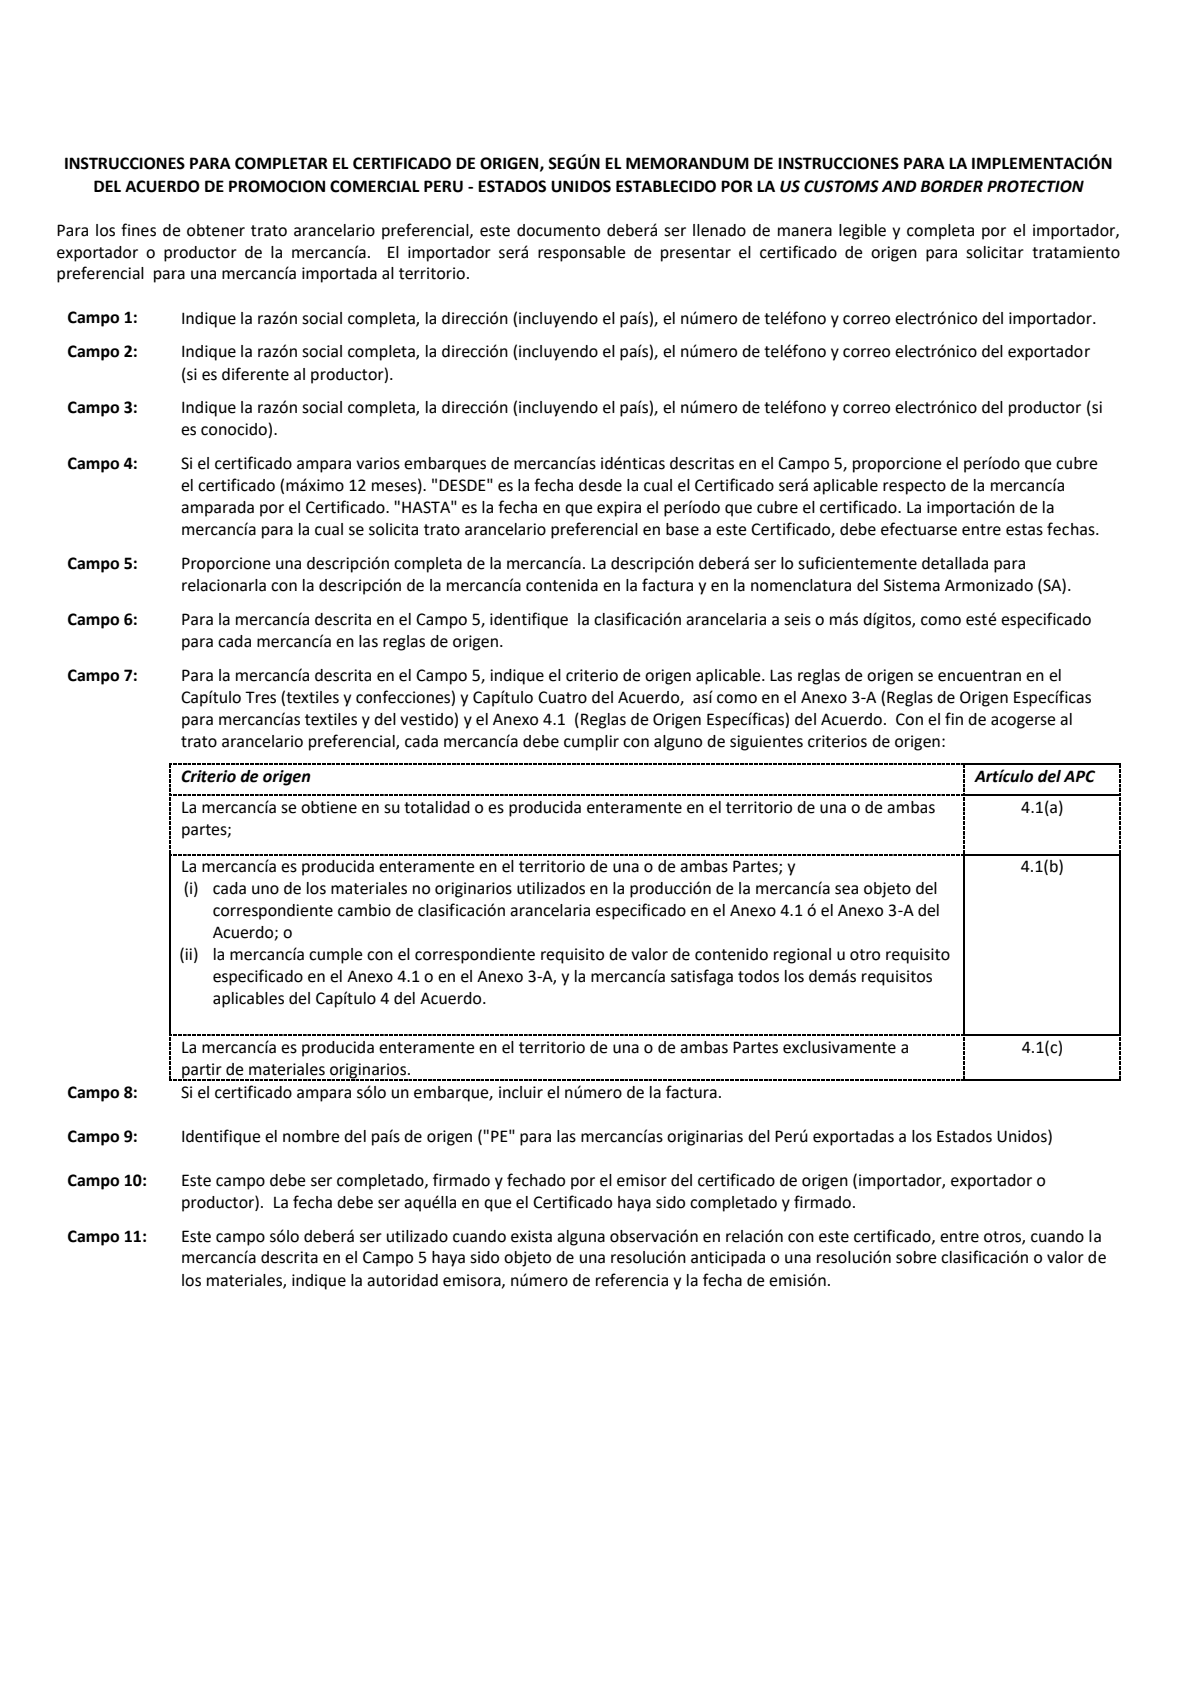 INSTRUCCIONES PARA COMPLETAR EL CERTIFICADO DE ORIGEN, SEGÚN EL MEMORANDUM DE INSTRUCCIONES PARA LA IMPLEMENTACIÓN
DEL ACUERDO DE PROMOCION COMERCIAL PERU - ESTADOS UNIDOS ESTABLECIDO POR LA US CUSTOMS AND BORDER PROTECTION
Para los fines de obtener trato arancelario preferencial, este documento deberá ser llenado de manera legible y completa por el importador,
exportador o productor de la mercancía. El importador será responsable de presentar el certificado de origen para solicitar tratamiento
preferencial para una mercancía importada al territorio.
Campo 1: Indique la razón social completa, la dirección (incluyendo el país), el número de teléfono y correo electrónico del importador.
Campo 2: Indique la razón social completa, la dirección (incluyendo el país), el número de teléfono y correo electrónico del exportador
(si es diferente al productor).
Campo 3: Indique la razón social completa, la dirección (incluyendo el país), el número de teléfono y correo electrónico del productor (si
es conocido).
Campo 4: Si el certificado ampara varios embarques de mercancías idénticas descritas en el Campo 5, proporcione el período que cubre
el certificado (máximo 12 meses). "DESDE" es la fecha desde la cual el Certificado será aplicable respecto de la mercancía
amparada por el Certificado. "HASTA" es la fecha en que expira el período que cubre el certificado. La importación de la
mercancía para la cual se solicita trato arancelario preferencial en base a este Certificado, debe efectuarse entre estas fechas.
Campo 5: Proporcione una descripción completa de la mercancía. La descripción deberá ser lo suficientemente detallada para
relacionarla con la descripción de la mercancía contenida en la factura y en la nomenclatura del Sistema Armonizado (SA).
Campo 6: Para la mercancía descrita en el Campo 5, identifique la clasificación arancelaria a seis o más dígitos, como esté especificado
para cada mercancía en las reglas de origen.
Campo 7: Para la mercancía descrita en el Campo 5, indique el criterio de origen aplicable. Las reglas de origen se encuentran en el
Capítulo Tres (textiles y confecciones) y Capítulo Cuatro del Acuerdo, así como en el Anexo 3-A (Reglas de Origen Específicas
para mercancías textiles y del vestido) y el Anexo 4.1 (Reglas de Origen Específicas) del Acuerdo. Con el fin de acogerse al
trato arancelario preferencial, cada mercancía debe cumplir con alguno de siguientes criterios de origen:
Criterio de origen Artículo del APC
La mercancía se obtiene en su totalidad o es producida enteramente en el territorio de una o de ambas 4.1(a)
partes;
La mercancía es producida enteramente en el territorio de una o de ambas Partes; y 4.1(b)
(i) cada uno de los materiales no originarios utilizados en la producción de la mercancía sea objeto del
correspondiente cambio de clasificación arancelaria especificado en el Anexo 4.1 ó el Anexo 3-A del
Acuerdo; o
(ii) la mercancía cumple con el correspondiente requisito de valor de contenido regional u otro requisito
especificado en el Anexo 4.1 o en el Anexo 3-A, y la mercancía satisfaga todos los demás requisitos
aplicables del Capítulo 4 del Acuerdo.
La mercancía es producida enteramente en el territorio de una o de ambas Partes exclusivamente a 4.1(c)
partir de materiales originarios.
Campo 8: Si el certificado ampara sólo un embarque, incluir el número de la factura.
Campo 9: Identifique el nombre del país de origen ("PE" para las mercancías originarias del Perú exportadas a los Estados Unidos)
Campo 10: Este campo debe ser completado, firmado y fechado por el emisor del certificado de origen (importador, exportador o
productor). La fecha debe ser aquélla en que el Certificado haya sido completado y firmado.
Campo 11: Este campo sólo deberá ser utilizado cuando exista alguna observación en relación con este certificado, entre otros, cuando la
mercancía descrita en el Campo 5 haya sido objeto de una resolución anticipada o una resolución sobre clasificación o valor de
los materiales, indique la autoridad emisora, número de referencia y la fecha de emisión.